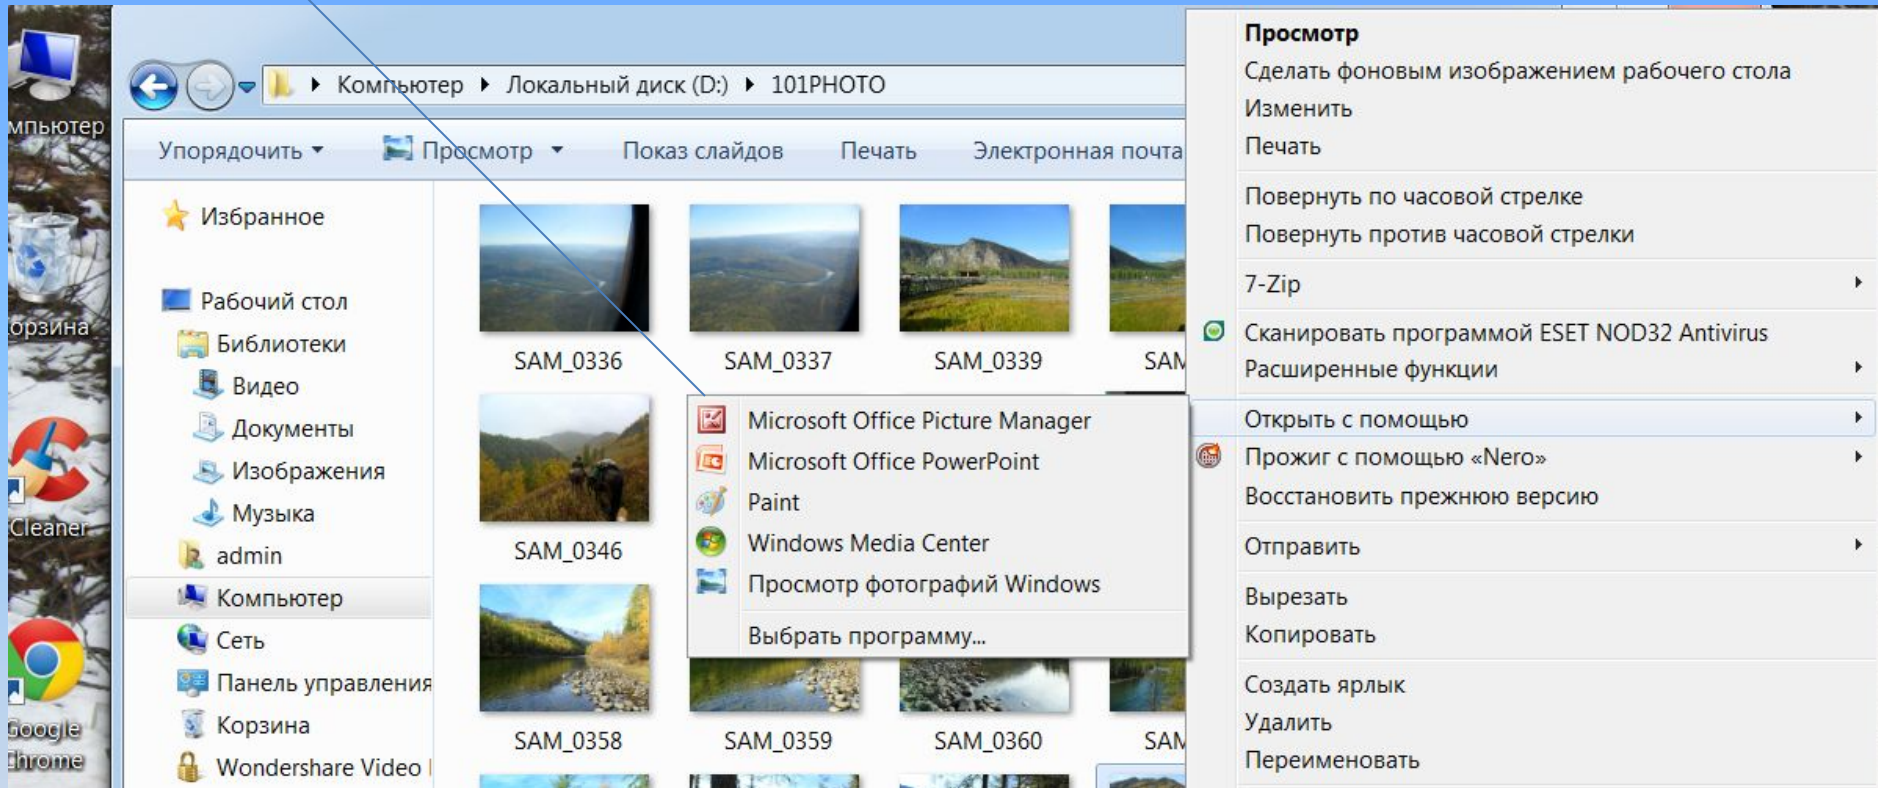 мпьютер
орзина
Cleaner
Google
Chrome
Компьютер
Локальный диск (D:)
101PHOTO
Упорядочить
Просмотр
Показ слайдов
Печать
Электронная почта
Избранное
Рабочий стол
Библиотеки
Видео
Документы
Изображения
Музыка
admin
Компьютер
Сеть
Панель управления
Корзина
Wondershare Video
SAM_0336
SAM_0337
SAM_0339
SAM
SAM_0346
SAM_0358
SAM_0359
SAM_0360
SAM
Microsoft Office Picture Manager
Microsoft Office PowerPoint
Paint
Windows Media Center
Просмотр фотографий Windows
Выбрать программу...
Просмотр
Сделать фоновым изображением рабочего стола
Изменить
Печать
Повернуть по часовой стрелке
Повернуть против часовой стрелки
7-Zip
Сканировать программой ESET NOD32 Antivirus
Расширенные функции
Открыть с помощью
Прожиг с помощью «Nero»
Восстановить прежнюю версию
Отправить
Вырезать
Копировать
Создать ярлык
Удалить
Переименовать